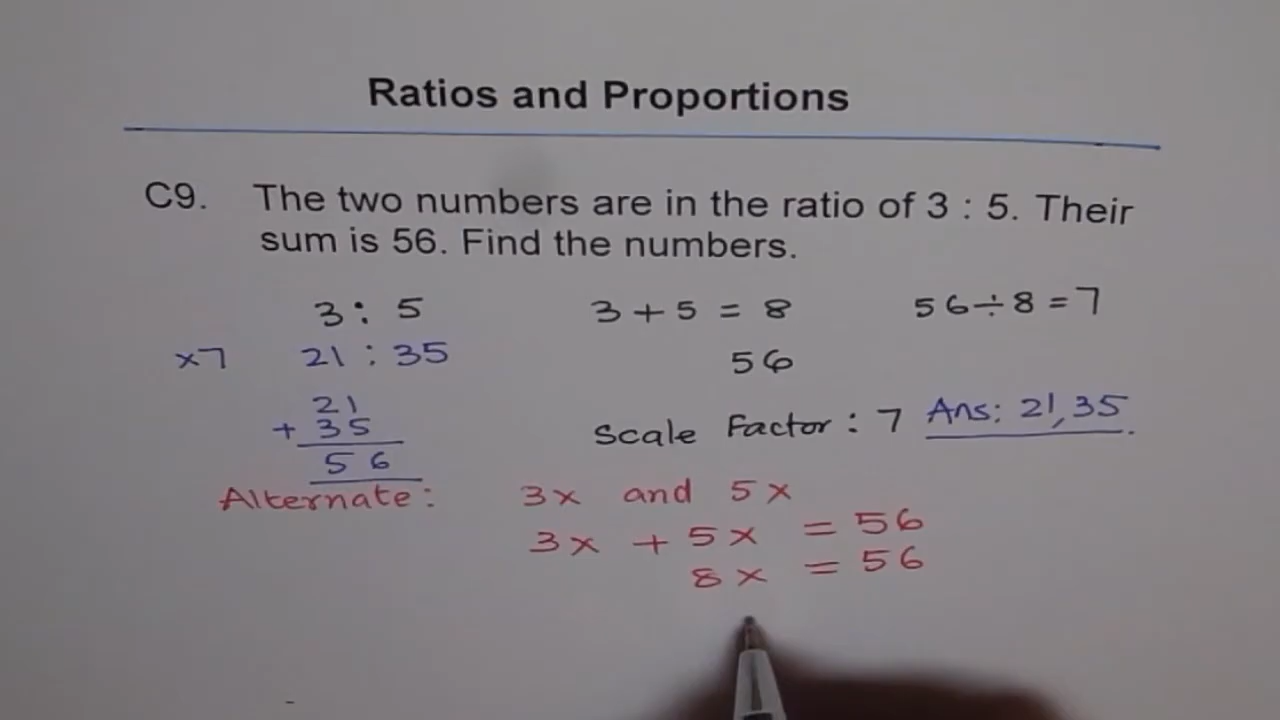 Ratios and Proportions
C9. The two numbers are in the ratio of 3 : 5. Their
sum is 56. Find the numbers.
3 : 5
3 + 5 = 8
56 ÷ 8 = 7
×7 21 : 35
56
21
+ 35
56
Scale Factor : 7
Ans: 21, 35
Alternate: 3x and 5x
3x + 5x = 56
8x = 56